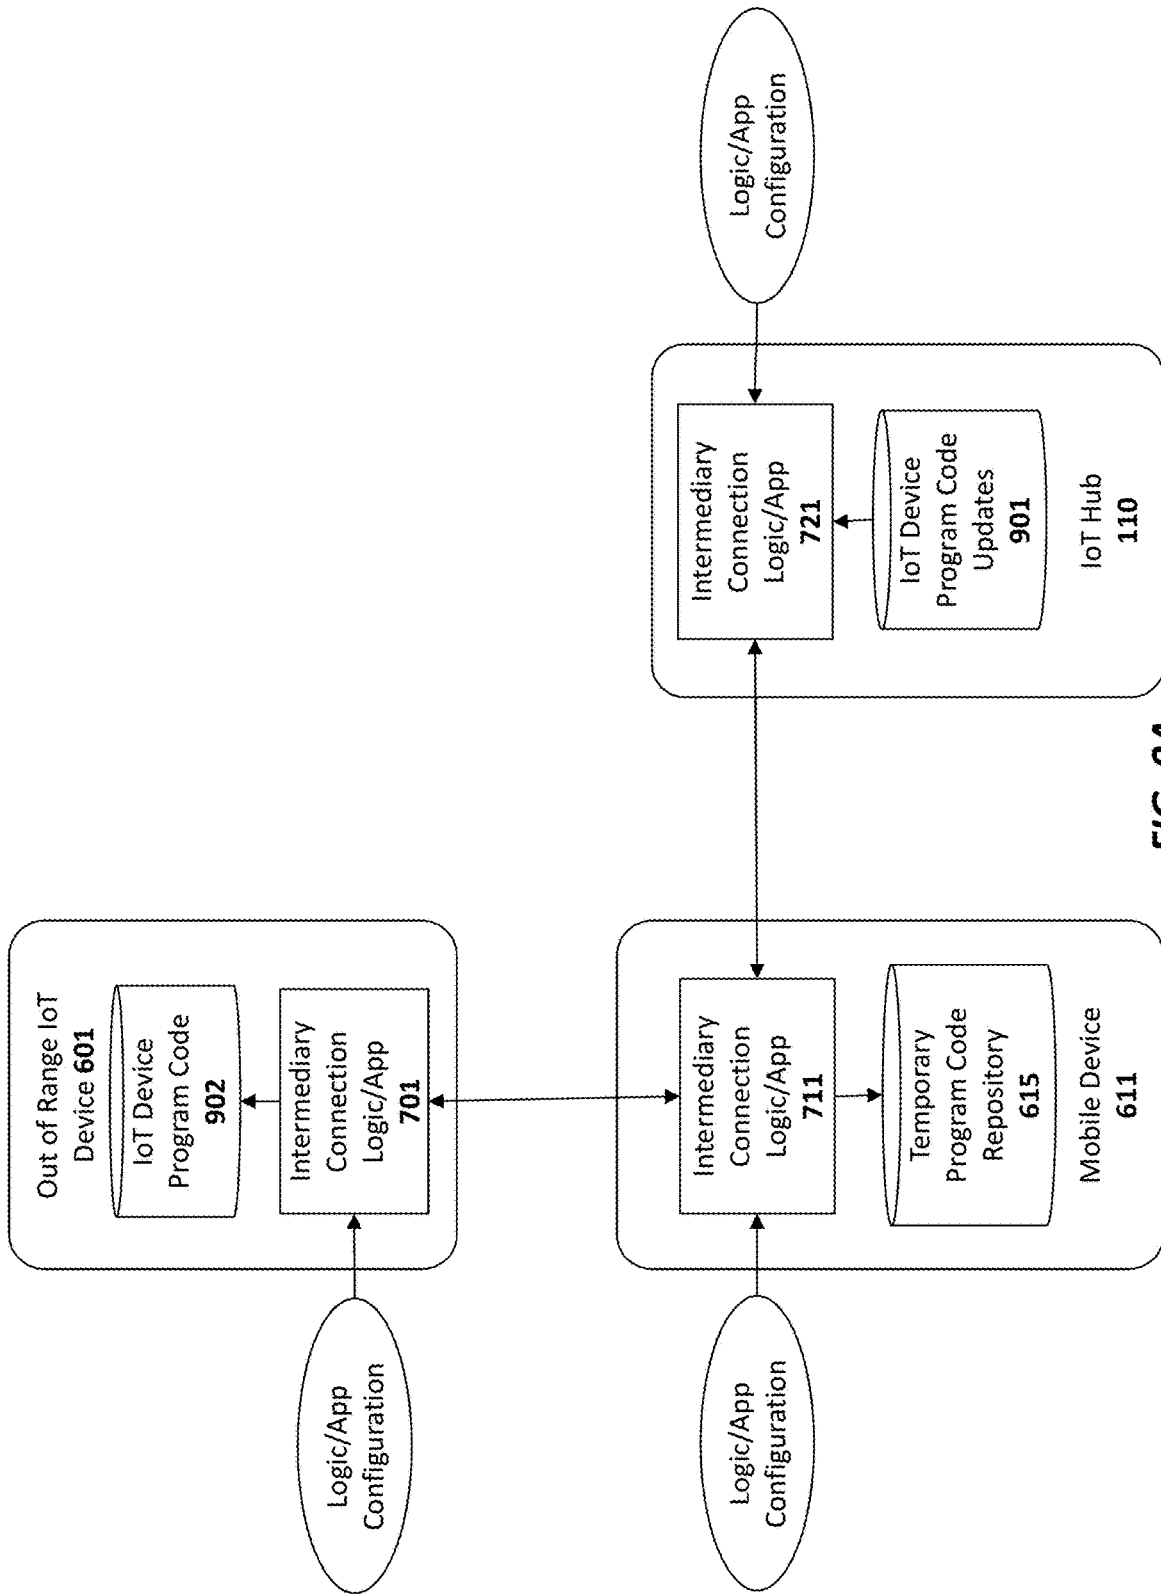 Out of Range IoT
Device 601
IoT Device
Program Code
902
Intermediary
Connection
Logic/App
701
Logic/App
Configuration
Logic/App
Configuration
Intermediary
Connection
Logic/App
711
Temporary
Program Code
Repository
615
Mobile Device
611
Intermediary
Connection
Logic/App
721
IoT Device
Program Code
Updates
901
IoT Hub
110
Logic/App
Configuration
FIG. 9A